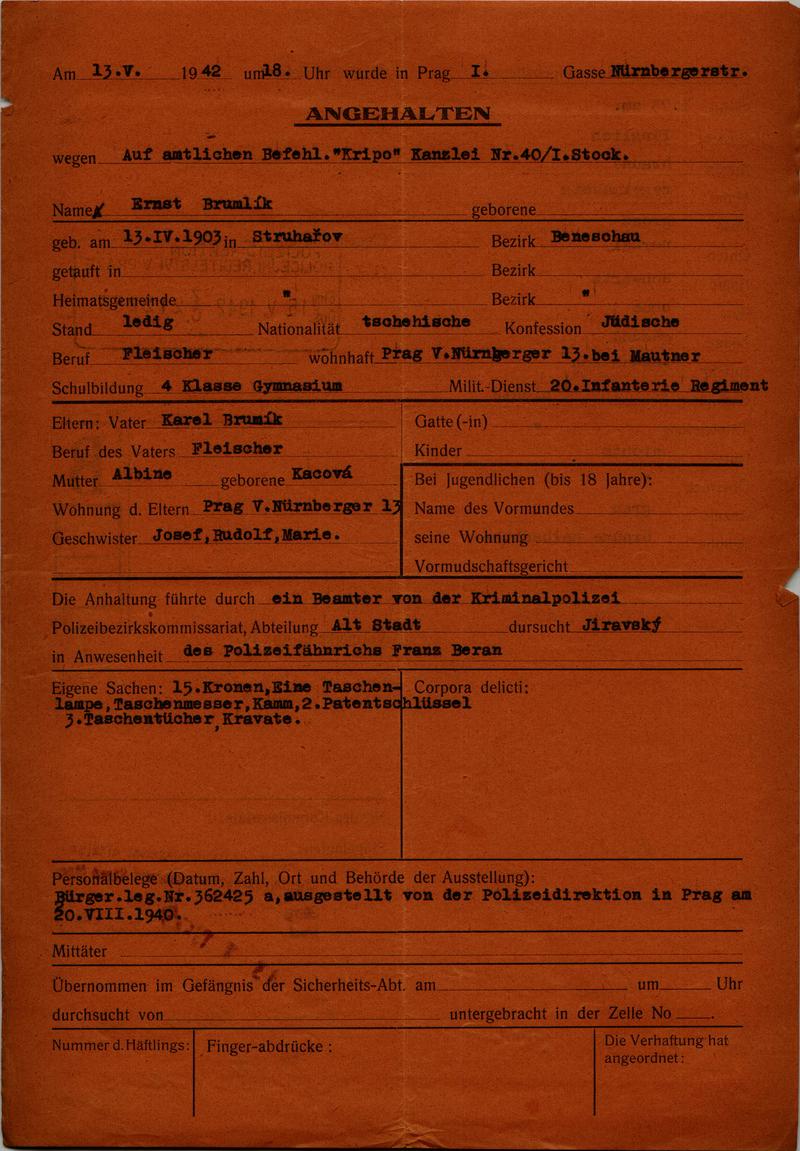 Am 13.V. 1942 um 18. Uhr wurde in Prag I. Gasse Nürnbergerstr.
ANGEHALTEN
wegen Auf amtlichen Befehl."Kripo" Kanzlei Nr.40/I.Stock.
Name Ernst Brumlík geborene
geb. am 13.IV.1903 in Struhařov Bezirk Beneschau
getauft in Bezirk
Heimatsgemeinde " Bezirk "
Stand ledig Nationalität tschehische Konfession Jüdische
Beruf Fleischer wohnhaft Prag V.Nürnberger 13.bei Mautner
Schulbildung 4 Klasse Gymnasium Milit.-Dienst 20.Infanterie Regiment
Eltern: Vater Karel Brumík Gatte (-in)
Beruf des Vaters Fleischer Kinder
Mutter Albine geborene Kacová Bei Jugendlichen (bis 18 Jahre):
Wohnung d. Eltern Prag V.Nürnberger 13 Name des Vormundes
Geschwister Josef,Rudolf,Marie. seine Wohnung
Vormudschaftsgericht
Die Anhaltung führte durch ein Beamter von der Kriminalpolizei
Polizeibezirkskommissariat, Abteilung Alt Stadt dursucht Jiravský
in Anwesenheit des Polizeifähnrichs Franz Beran
Eigene Sachen: 15.Kronen,Eine Taschen- Corpora delicti:
lampe,Taschenmesser,Kamm,2.Patentschlüssel
3.Taschentücher,Kravate.
Personalbelege (Datum, Zahl, Ort und Behörde der Ausstellung):
Bürger.leg.Nr.362425 a,ausgestellt von der Polizeidirektion in Prag am
20.VIII.1940.
Mittäter
Übernommen im Gefängnis der Sicherheits-Abt. am um Uhr
durchsucht von untergebracht in der Zelle No .
Nummer d. Häftlings: Finger-abdrücke : Die Verhaftung hat
angeordnet: